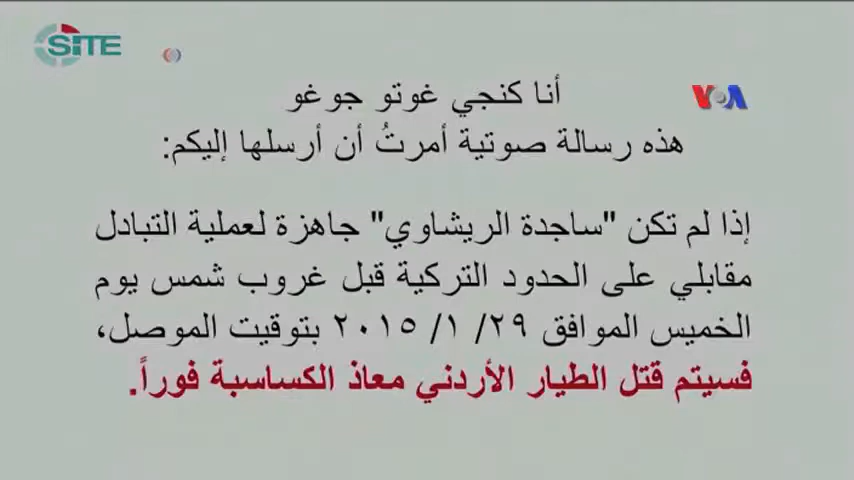 SITE
VOA
أنا كنجي غوتو جوغو
هذه رسالة صوتية أمرتُ أن أرسلها إليكم:
إذا لم تكن "ساجدة الريشاوي" جاهزة لعملية التبادل
مقابلي على الحدود التركية قبل غروب شمس يوم
الخميس الموافق ٢٩/ ١/ ٢٠١٥ بتوقيت الموصل،
فسيتم قتل الطيار الأردني معاذ الكساسبة فوراً.